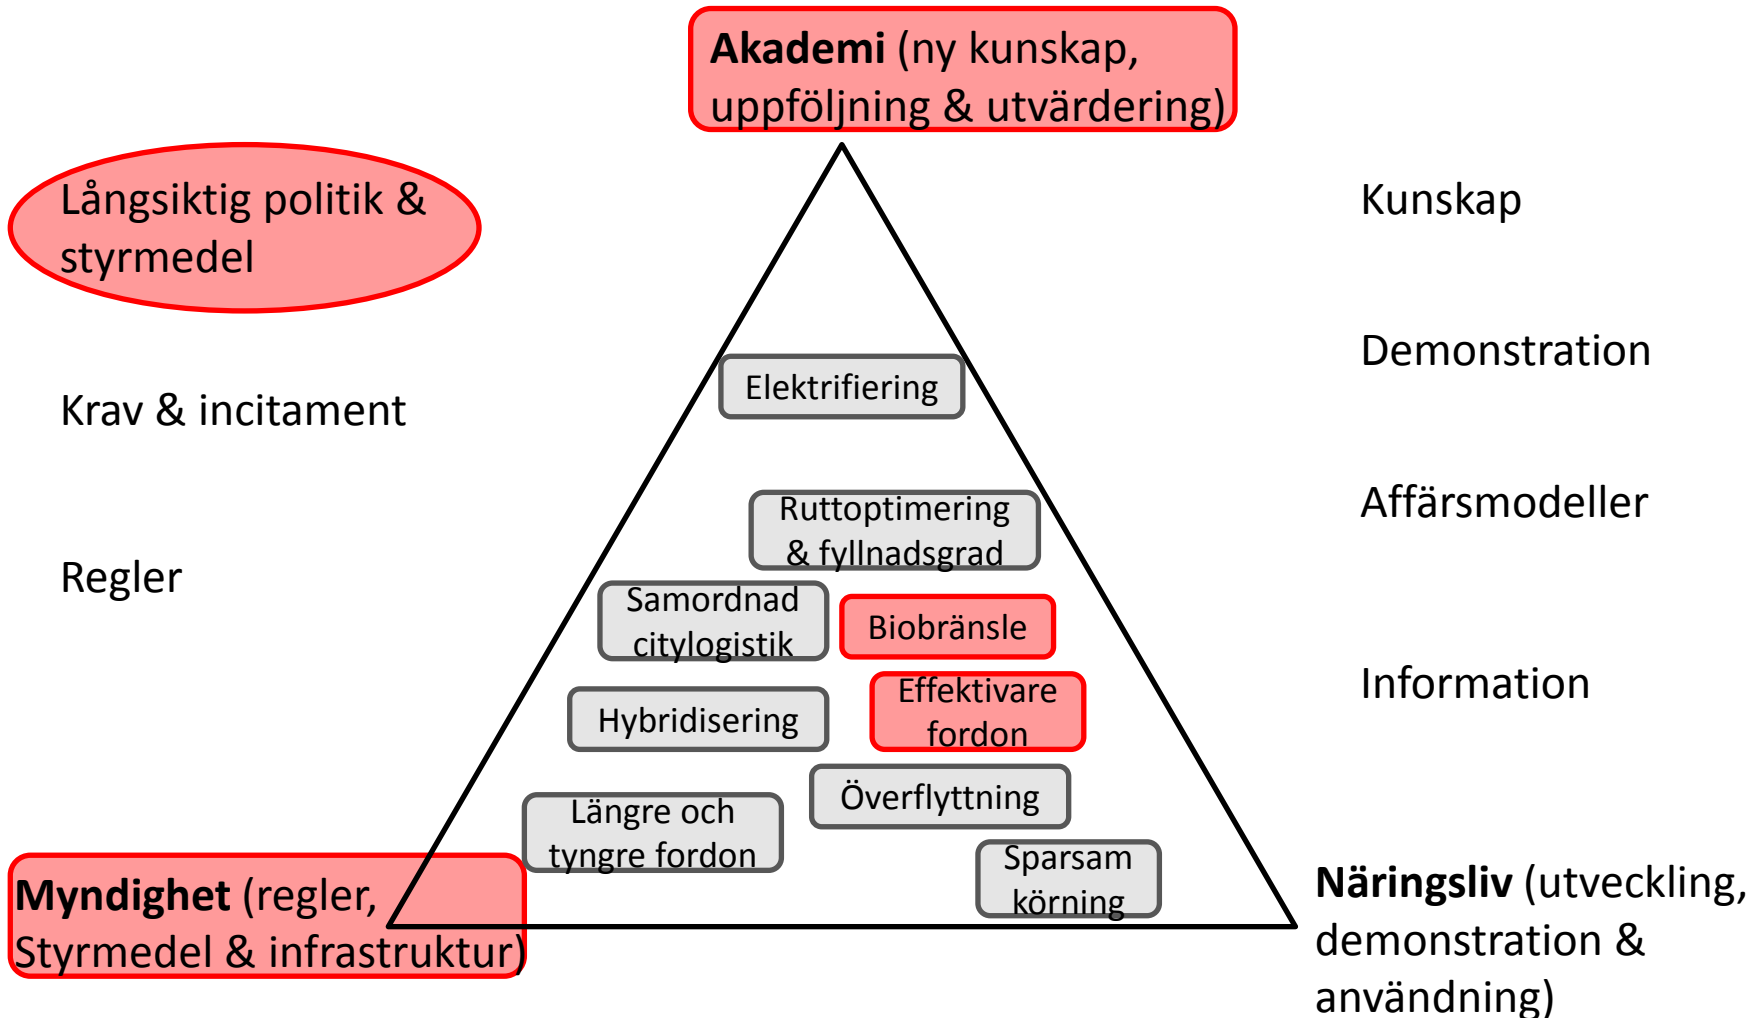 Akademi (ny kunskap,
uppföljning & utvärdering)
Långsiktig politik &
styrmedel
Krav & incitament
Regler
Kunskap
Demonstration
Affärsmodeller
Information
Elektrifiering
Ruttoptimering
& fyllnadsgrad
Samordnad
citylogistik
Biobränsle
Hybridisering
Effektivare
fordon
Överflyttning
Längre och
tyngre fordon
Sparsam
körning
Myndighet (regler,
Styrmedel & infrastruktur)
Näringsliv (utveckling,
demonstration &
användning)